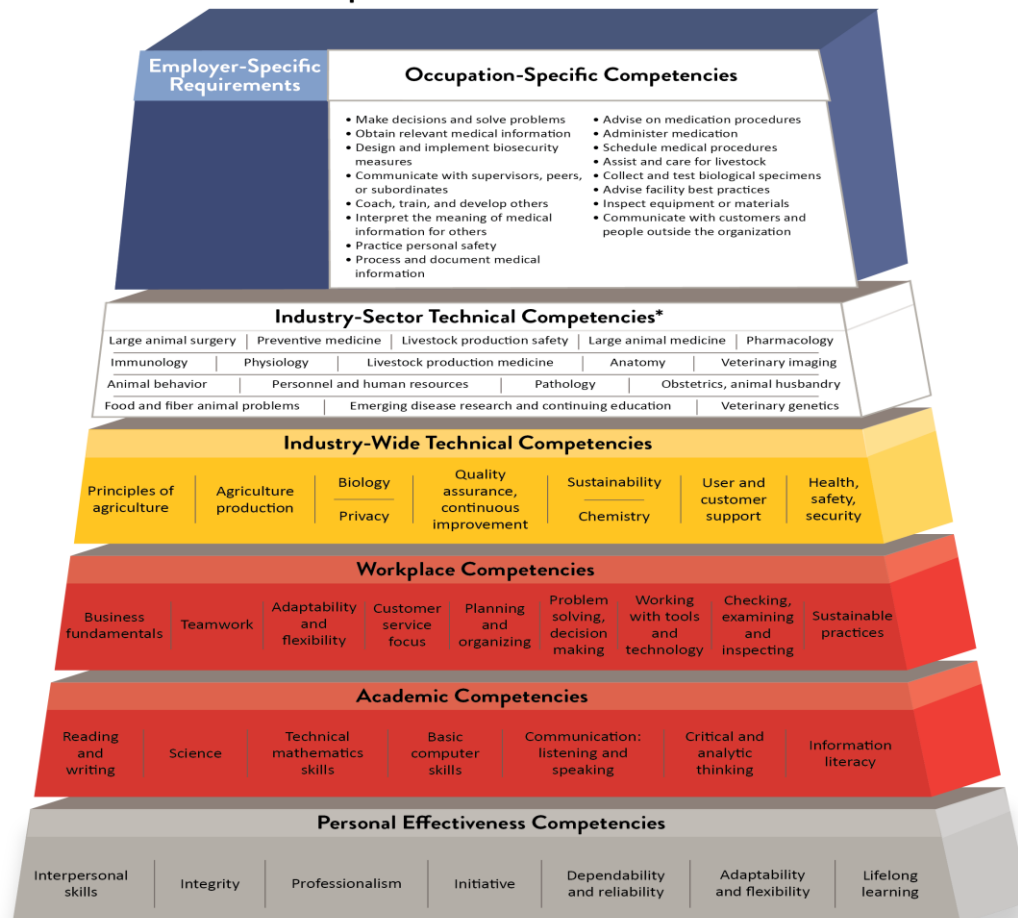 Employer-Specific
Requirements
Occupation-Specific Competencies
• Make decisions and solve problems
• Obtain relevant medical information
• Design and implement biosecurity
measures
• Communicate with supervisors, peers,
or subordinates
• Coach, train, and develop others
• Interpret the meaning of medical
information for others
• Practice personal safety
• Process and document medical
information
• Advise on medication procedures
• Administer medication
• Schedule medical procedures
• Assist and care for livestock
• Collect and test biological specimens
• Advise facility best practices
• Inspect equipment or materials
• Communicate with customers and
people outside the organization
Industry-Sector Technical Competencies*
Large animal surgery | Preventive medicine | Livestock production safety | Large animal medicine | Pharmacology
Immunology | Physiology | Livestock production medicine | Anatomy | Veterinary imaging
Animal behavior | Personnel and human resources | Pathology | Obstetrics, animal husbandry
Food and fiber animal problems | Emerging disease research and continuing education | Veterinary genetics
Industry-Wide Technical Competencies
Principles of
agriculture
Agriculture
production
Biology
Privacy
Quality
assurance,
continuous
improvement
Sustainability
Chemistry
User and
customer
support
Health,
safety,
security
Workplace Competencies
Business
fundamentals
Teamwork
Adaptability
and
flexibility
Customer
service
focus
Planning
and
organizing
Problem
solving,
decision
making
Working
with tools
and
technology
Checking,
examining
and
inspecting
Sustainable
practices
Academic Competencies
Reading
and
writing
Science
Technical
mathematics
skills
Basic
computer
skills
Communication:
listening and
speaking
Critical and
analytic
thinking
Information
literacy
Personal Effectiveness Competencies
Interpersonal
skills
Integrity
Professionalism
Initiative
Dependability
and reliability
Adaptability
and flexibility
Lifelong
learning